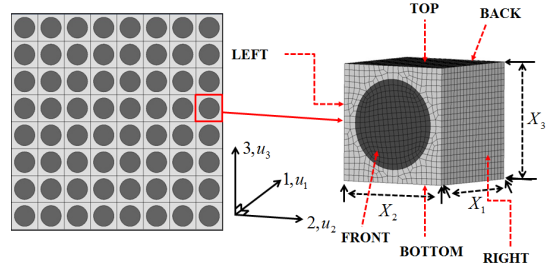 TOP
BACK
LEFT
3,u₃
1,u₁
2,u₂
X₃
X₂
X₁
FRONT
BOTTOM
RIGHT